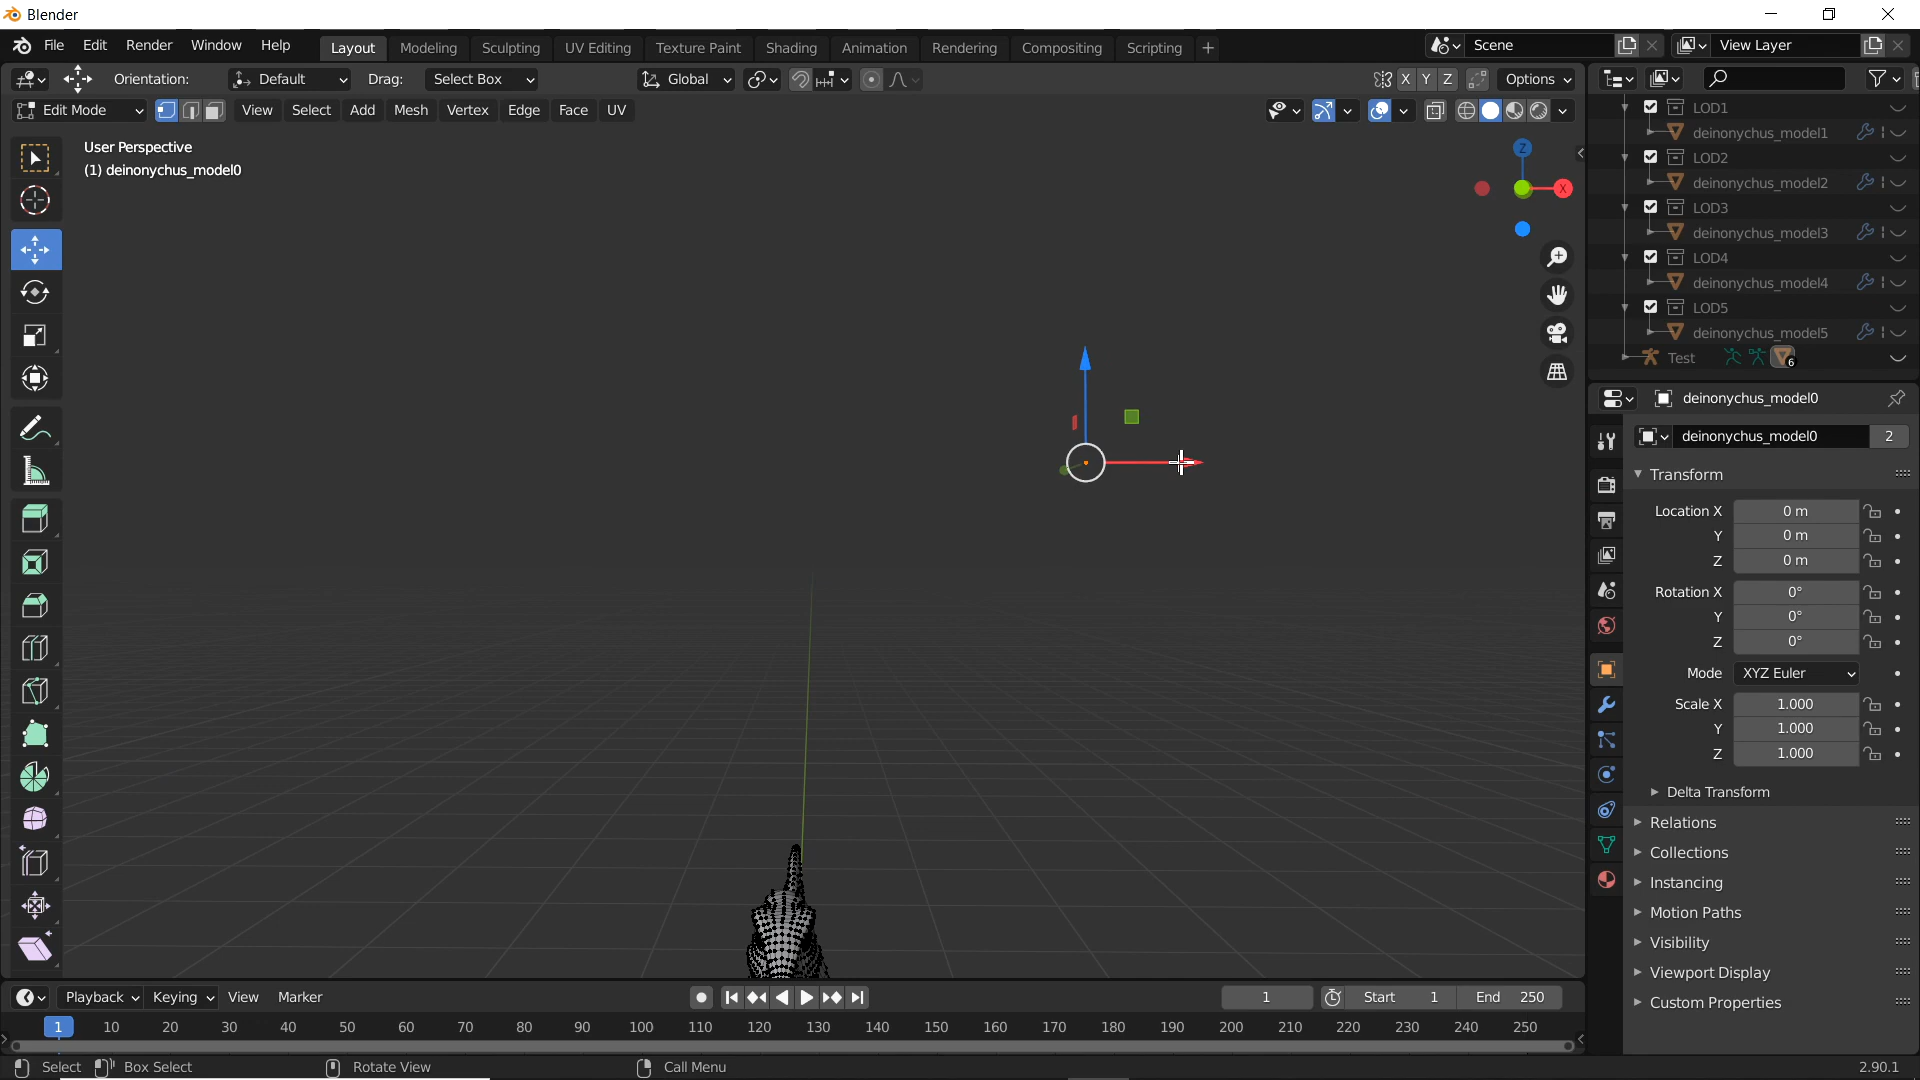 Blender
File Edit Render Window Help Layout Modeling Sculpting UV Editing Texture Paint Shading Animation Rendering Compositing Scripting + Scene View Layer
Orientation: Default Drag: Select Box Global X Y Z Options
Edit Mode View Select Add Mesh Vertex Edge Face UV
User Perspective
(1) deinonychus_model0
Z
X
LOD1
deinonychus_model1
LOD2
deinonychus_model2
LOD3
deinonychus_model3
LOD4
deinonychus_model4
LOD5
deinonychus_model5
Test 6
deinonychus_model0
deinonychus_model0 2
Transform
Location X 0 m
Y 0 m
Z 0 m
Rotation X 0°
Y 0°
Z 0°
Mode XYZ Euler
Scale X 1.000
Y 1.000
Z 1.000
Delta Transform
Relations
Collections
Instancing
Motion Paths
Visibility
Viewport Display
Custom Properties
Playback Keying View Marker 1 Start 1 End 250
1 10 20 30 40 50 60 70 80 90 100 110 120 130 140 150 160 170 180 190 200 210 220 230 240 250
Select Box Select Rotate View Call Menu 2.90.1